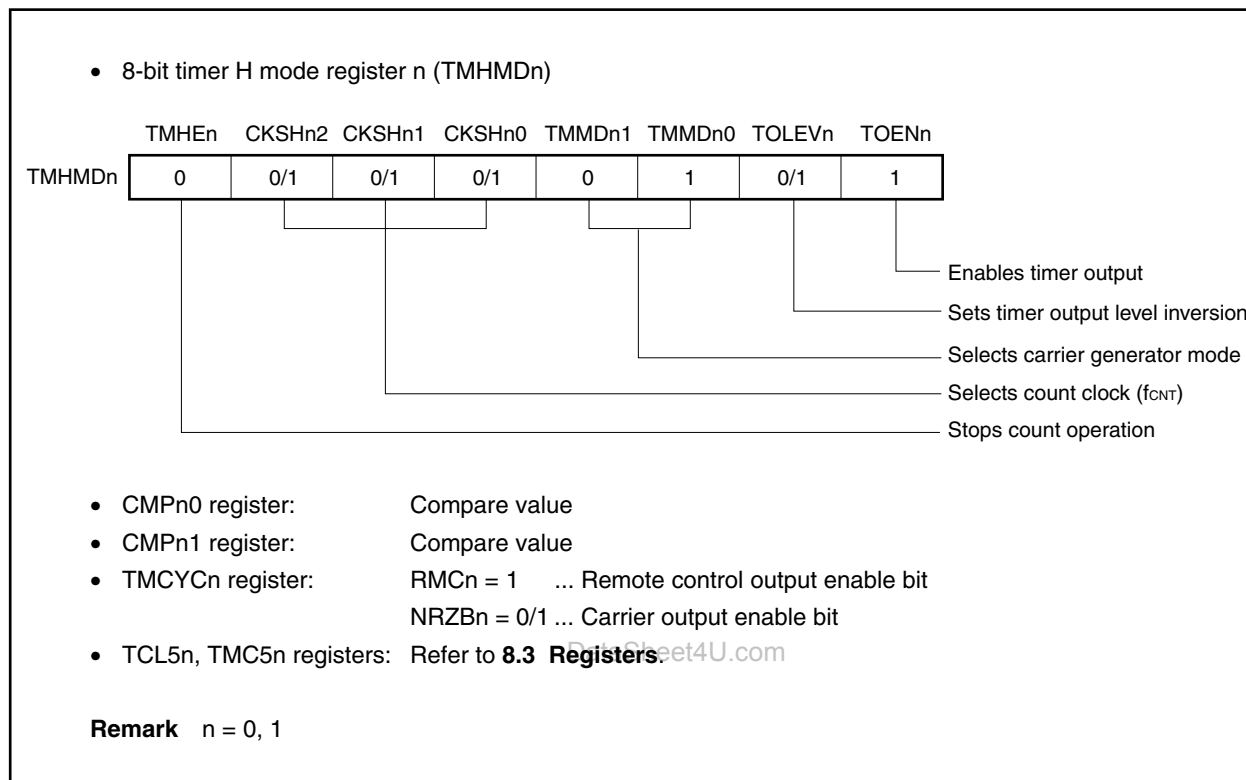 • 8-bit timer H mode register n (TMHMDn)
TMHEn CKSHn2 CKSHn1 CKSHn0 TMMDn1 TMMDn0 TOLEVn TOENn
TMHMDn 0 0/1 0/1 0/1 0 1 0/1 1
Enables timer output
Sets timer output level inversion
Selects carrier generator mode
Selects count clock (fCNT)
Stops count operation
• CMPn0 register: Compare value
• CMPn1 register: Compare value
• TMCYCn register: RMCn = 1 ... Remote control output enable bit
NRZBn = 0/1 ... Carrier output enable bit
• TCL5n, TMC5n registers: Refer to 8.3 Registers.
DataSheet4U.com
Remark n = 0, 1